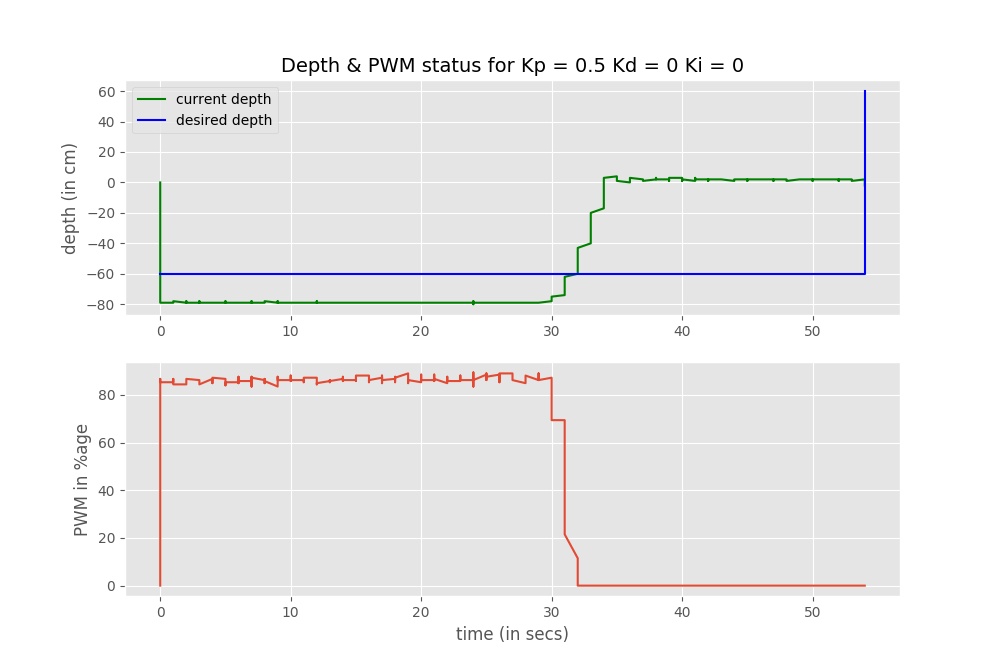 Depth & PWM status for Kp = 0.5 Kd = 0 Ki = 0
current depth
desired depth
depth (in cm)
60
40
20
0
−20
−40
−60
−80
0 10 20 30 40 50
PWM in %age
80
60
40
20
0
0 10 20 30 40 50
time (in secs)